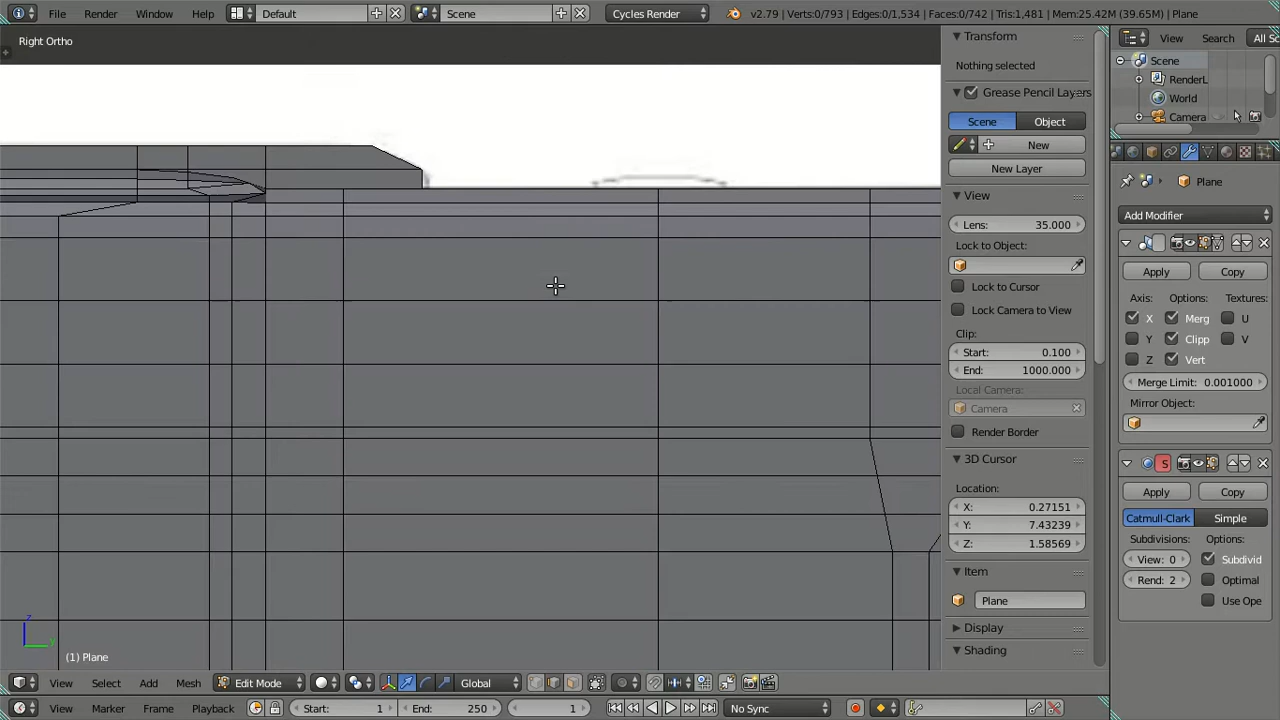 File Render Window Help Default Scene Cycles Render v2.79 | Verts:0/793 | Edges:0/1,534 | Faces:0/742 | Tris:1,481 | Mem:25.42M (39.65M) | Plane
Right Ortho
Transform
Nothing selected
Grease Pencil Layers
Scene Object
New
New Layer
View
Lens: 35.000
Lock to Object:
Lock to Cursor
Lock Camera to View
Clip:
Start: 0.100
End: 1000.000
Local Camera:
Camera
Render Border
3D Cursor
Location:
X: 0.27151
Y: 7.43239
Z: 1.58569
Item
Plane
Display
Shading
View Search All S
Scene
RenderL
World
Camera
Plane
Add Modifier
Apply Copy
Axis: Options: Textures:
X Merg U
Y Clipp V
Z Vert
Merge Limit: 0.001000
Mirror Object:
S
Apply Copy
Catmull-Clark Simple
Subdivisions: Options:
View: 0 Subdivid
Rend: 2 Optimal
Use Ope
z
y
(1) Plane
View Select Add Mesh Edit Mode Global
View Marker Frame Playback Start: 1 End: 250 1 No Sync